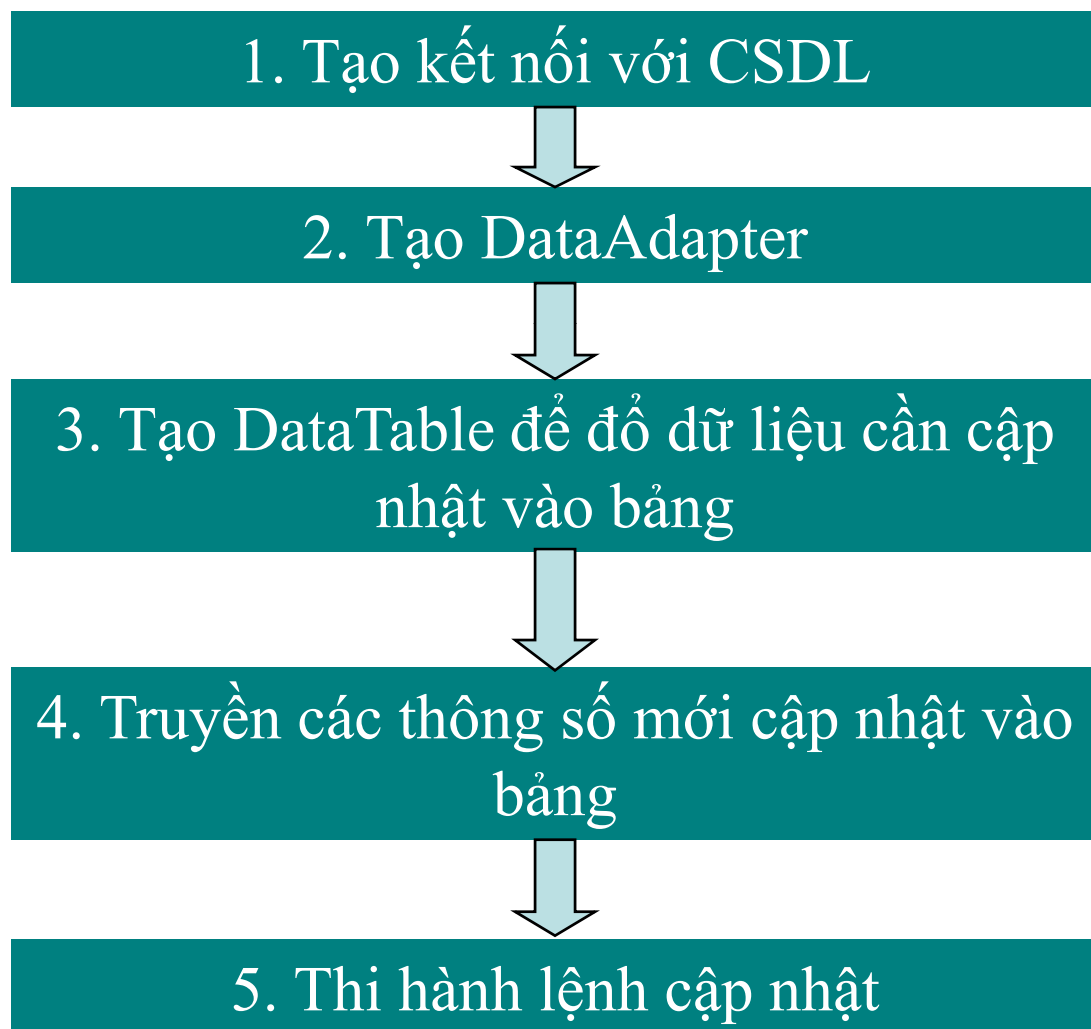 1. Tạo kết nối với CSDL
2. Tạo DataAdapter
3. Tạo DataTable để đổ dữ liệu cần cập
nhật vào bảng
4. Truyền các thông số mới cập nhật vào
bảng
5. Thi hành lệnh cập nhật